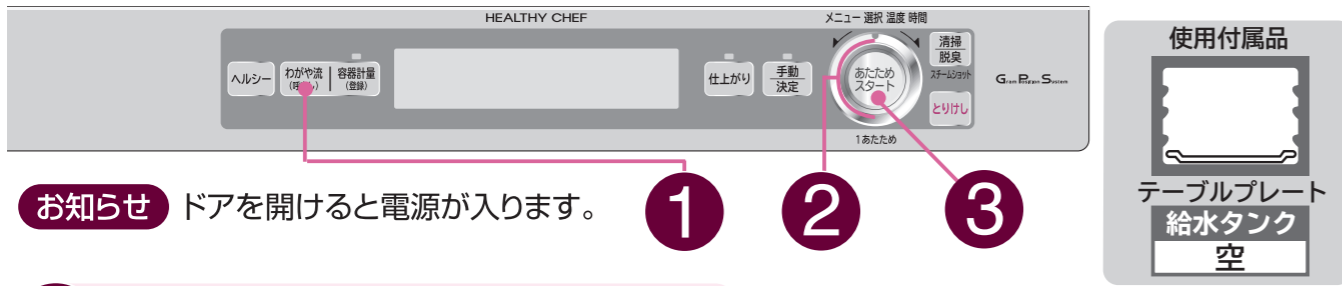 HEALTHY CHEF
メニュー 選択 温度 時間
ヘルシー
わがや流
容器計量
(登録)
仕上がり
手動
決定
あたため
スタート
清掃
脱臭
スチームショット
とりけし
1あたため
お知らせ ドアを開けると電源が入ります。
1
2
3
使用付属品
テーブルプレート
給水タンク
空